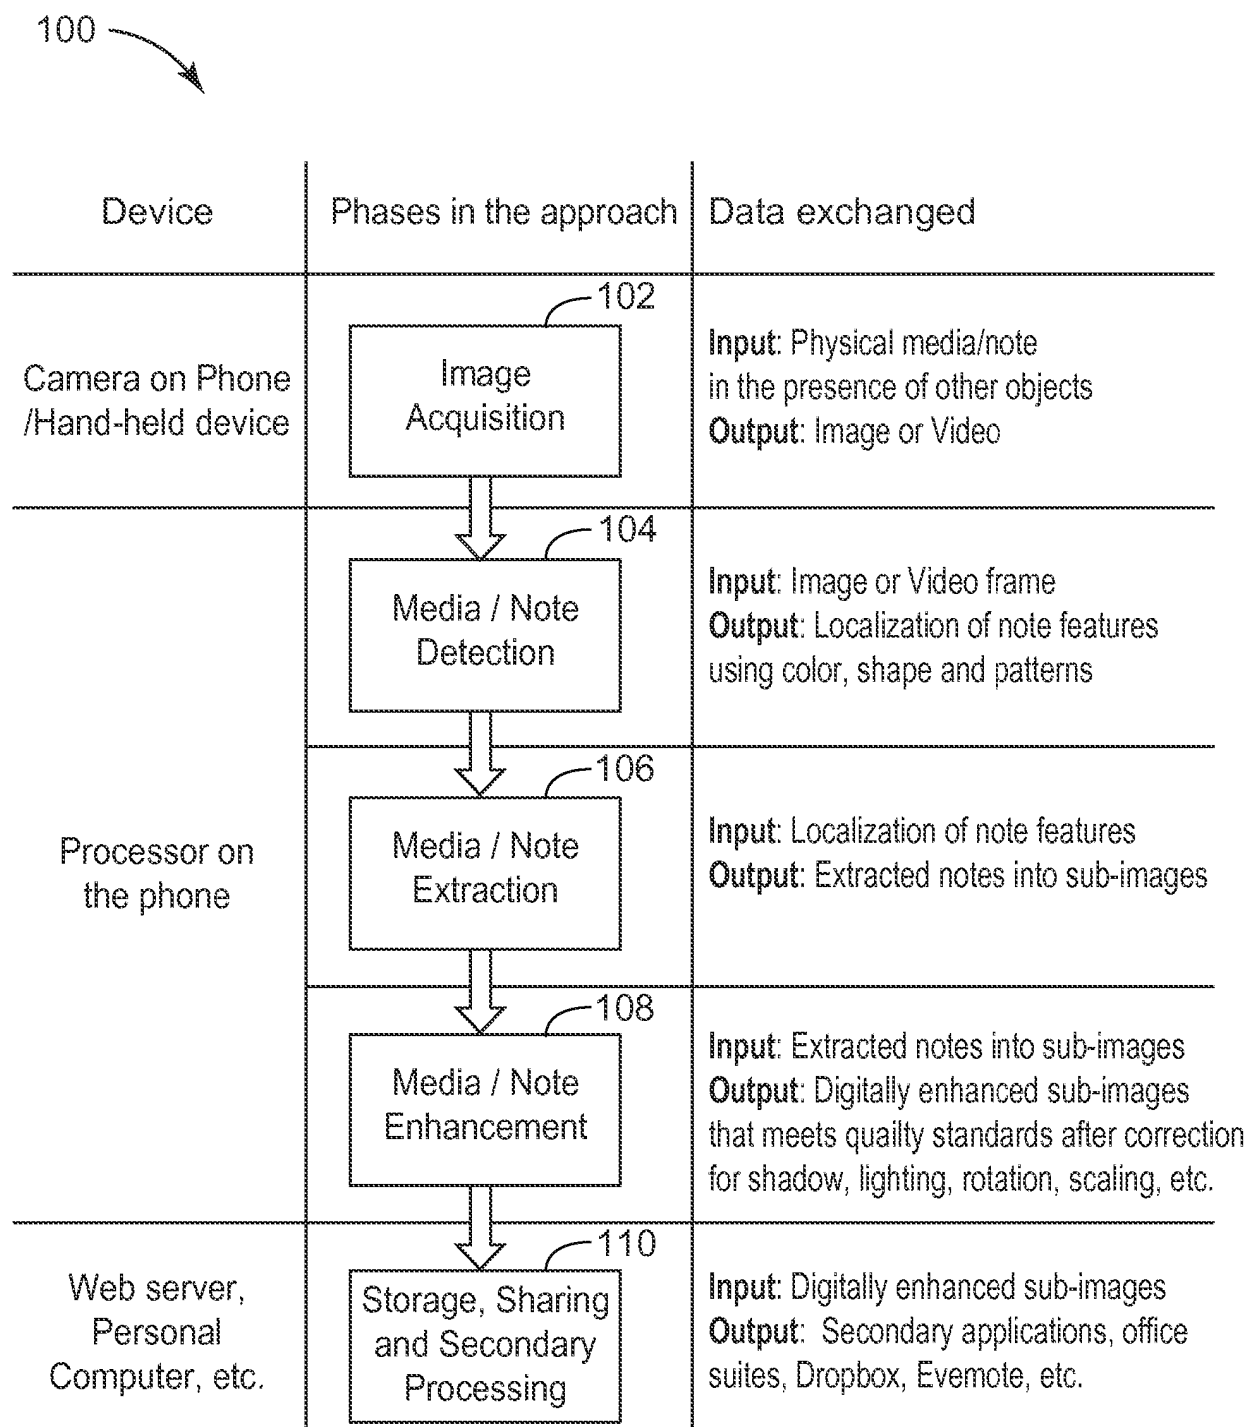 100
Device
Phases in the approach
Data exchanged
Camera on Phone
/Hand-held device
102
Image
Acquisition
Input: Physical media/note
in the presence of other objects
Output: Image or Video
Processor on
the phone
104
Media / Note
Detection
Input: Image or Video frame
Output: Localization of note features
using color, shape and patterns
106
Media / Note
Extraction
Input: Localization of note features
Output: Extracted notes into sub-images
108
Media / Note
Enhancement
Input: Extracted notes into sub-images
Output: Digitally enhanced sub-images
that meets quailty standards after correction
for shadow, lighting, rotation, scaling, etc.
Web server,
Personal
Computer, etc.
110
Storage, Sharing
and Secondary
Processing
Input: Digitally enhanced sub-images
Output: Secondary applications, office
suites, Dropbox, Evemote, etc.